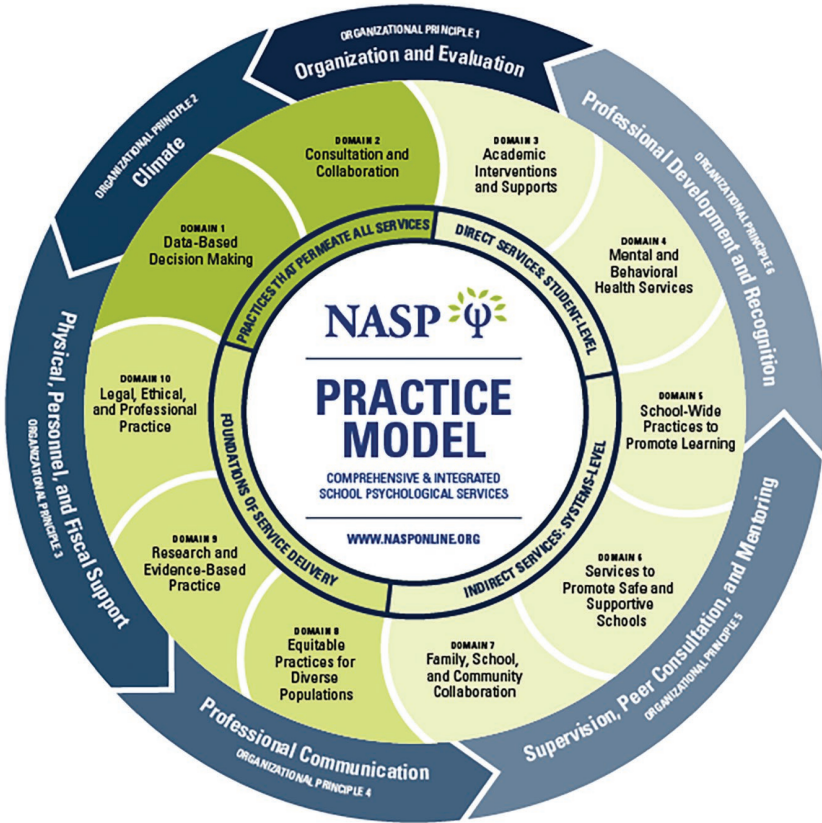 ORGANIZATIONAL PRINCIPLE 1
Organization and Evaluation
ORGANIZATIONAL PRINCIPLE 2
Climate
Physical, Personnel, and Fiscal Support
ORGANIZATIONAL PRINCIPLE 3
Professional Communication
ORGANIZATIONAL PRINCIPLE 4
Supervision, Peer Consultation, and Mentoring
ORGANIZATIONAL PRINCIPLE 5
ORGANIZATIONAL PRINCIPLE 6
Professional Development and Recognition
DOMAIN 1
Data-Based
Decision Making
DOMAIN 2
Consultation and
Collaboration
DOMAIN 3
Academic
Interventions
and Supports
DOMAIN 4
Mental and
Behavioral
Health Services
DOMAIN 5
School-Wide
Practices to
Promote Learning
DOMAIN 6
Services to
Promote Safe and
Supportive
Schools
DOMAIN 7
Family, School,
and Community
Collaboration
DOMAIN 8
Equitable
Practices for
Diverse
Populations
DOMAIN 9
Research and
Evidence-Based
Practice
DOMAIN 10
Legal, Ethical,
and Professional
Practice
PRACTICES THAT PERMEATE ALL SERVICES
DIRECT SERVICES: STUDENT-LEVEL
INDIRECT SERVICES: SYSTEMS-LEVEL
FOUNDATIONS OF SERVICE DELIVERY
NASP ψ
PRACTICE
MODEL
COMPREHENSIVE & INTEGRATED
SCHOOL PSYCHOLOGICAL SERVICES
WWW.NASPONLINE.ORG